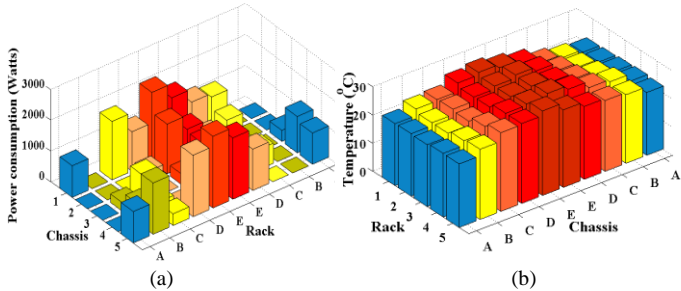 Power consumption (Watts)
3000
2000
1000
0
1
2
3
4
5
Chassis
A
B
C
D
E
E
D
C
B
Rack
(a)
Temperature (°C)
30
20
10
0
1
2
3
4
5
Rack
A
B
C
D
E
E
D
C
B
A
Chassis
(b)